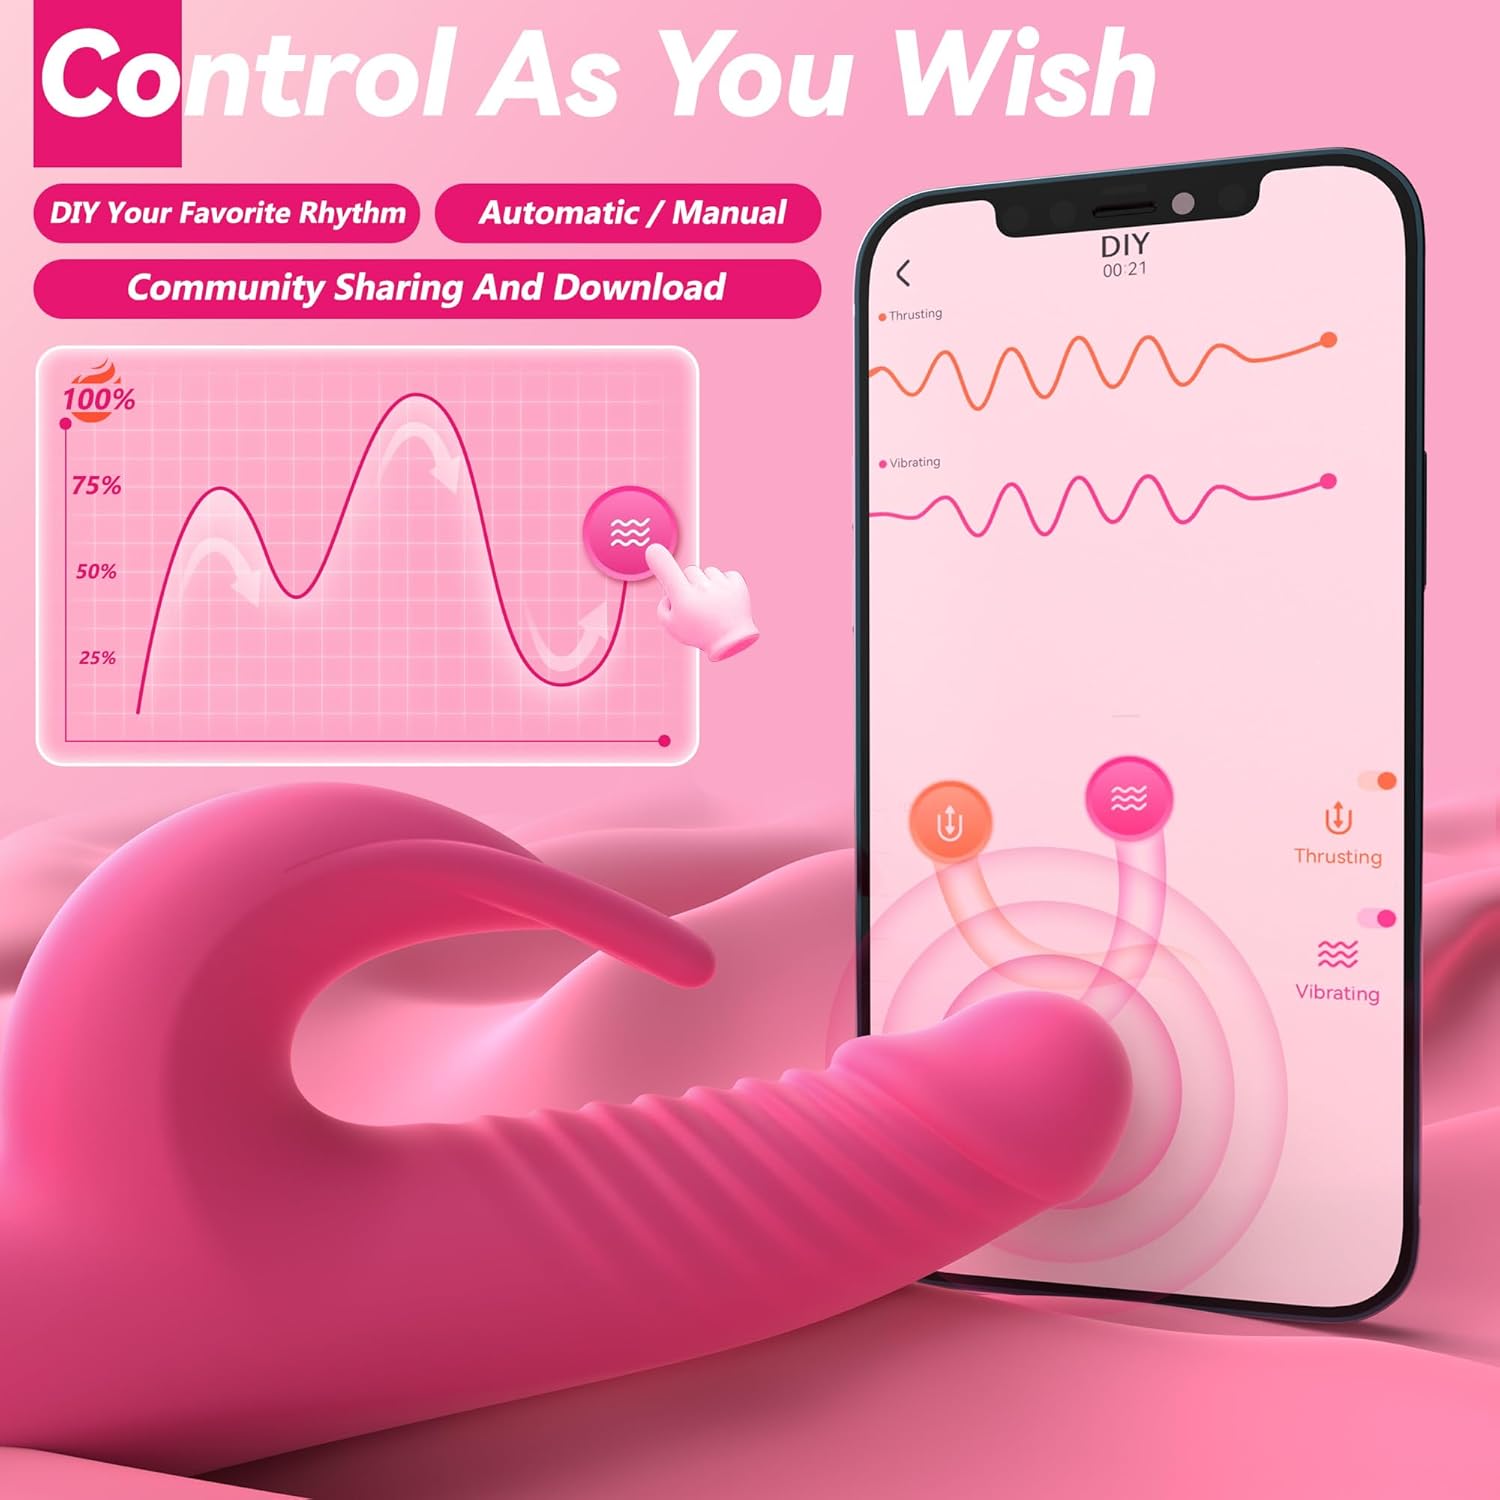 Control As You Wish
DIY Your Favorite Rhythm
Automatic / Manual
Community Sharing And Download
100%
75%
50%
25%
DIY
00:21
Thrusting
Vibrating
Thrusting
Vibrating